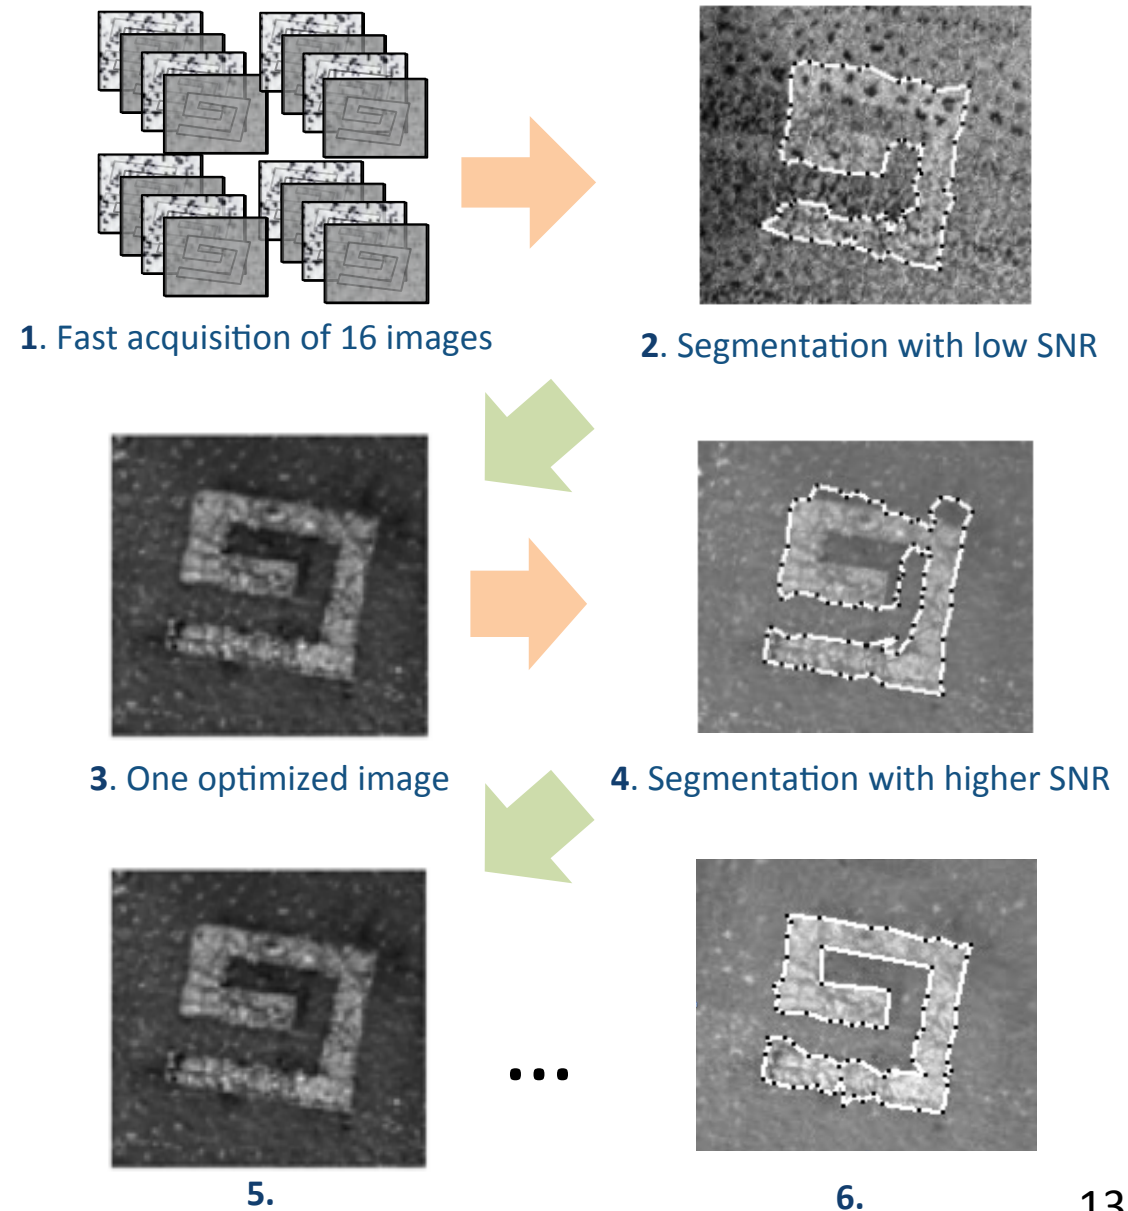 1. Fast acquisition of 16 images
2. Segmentation with low SNR
3. One optimized image
4. Segmentation with higher SNR
...
5.
6.
13